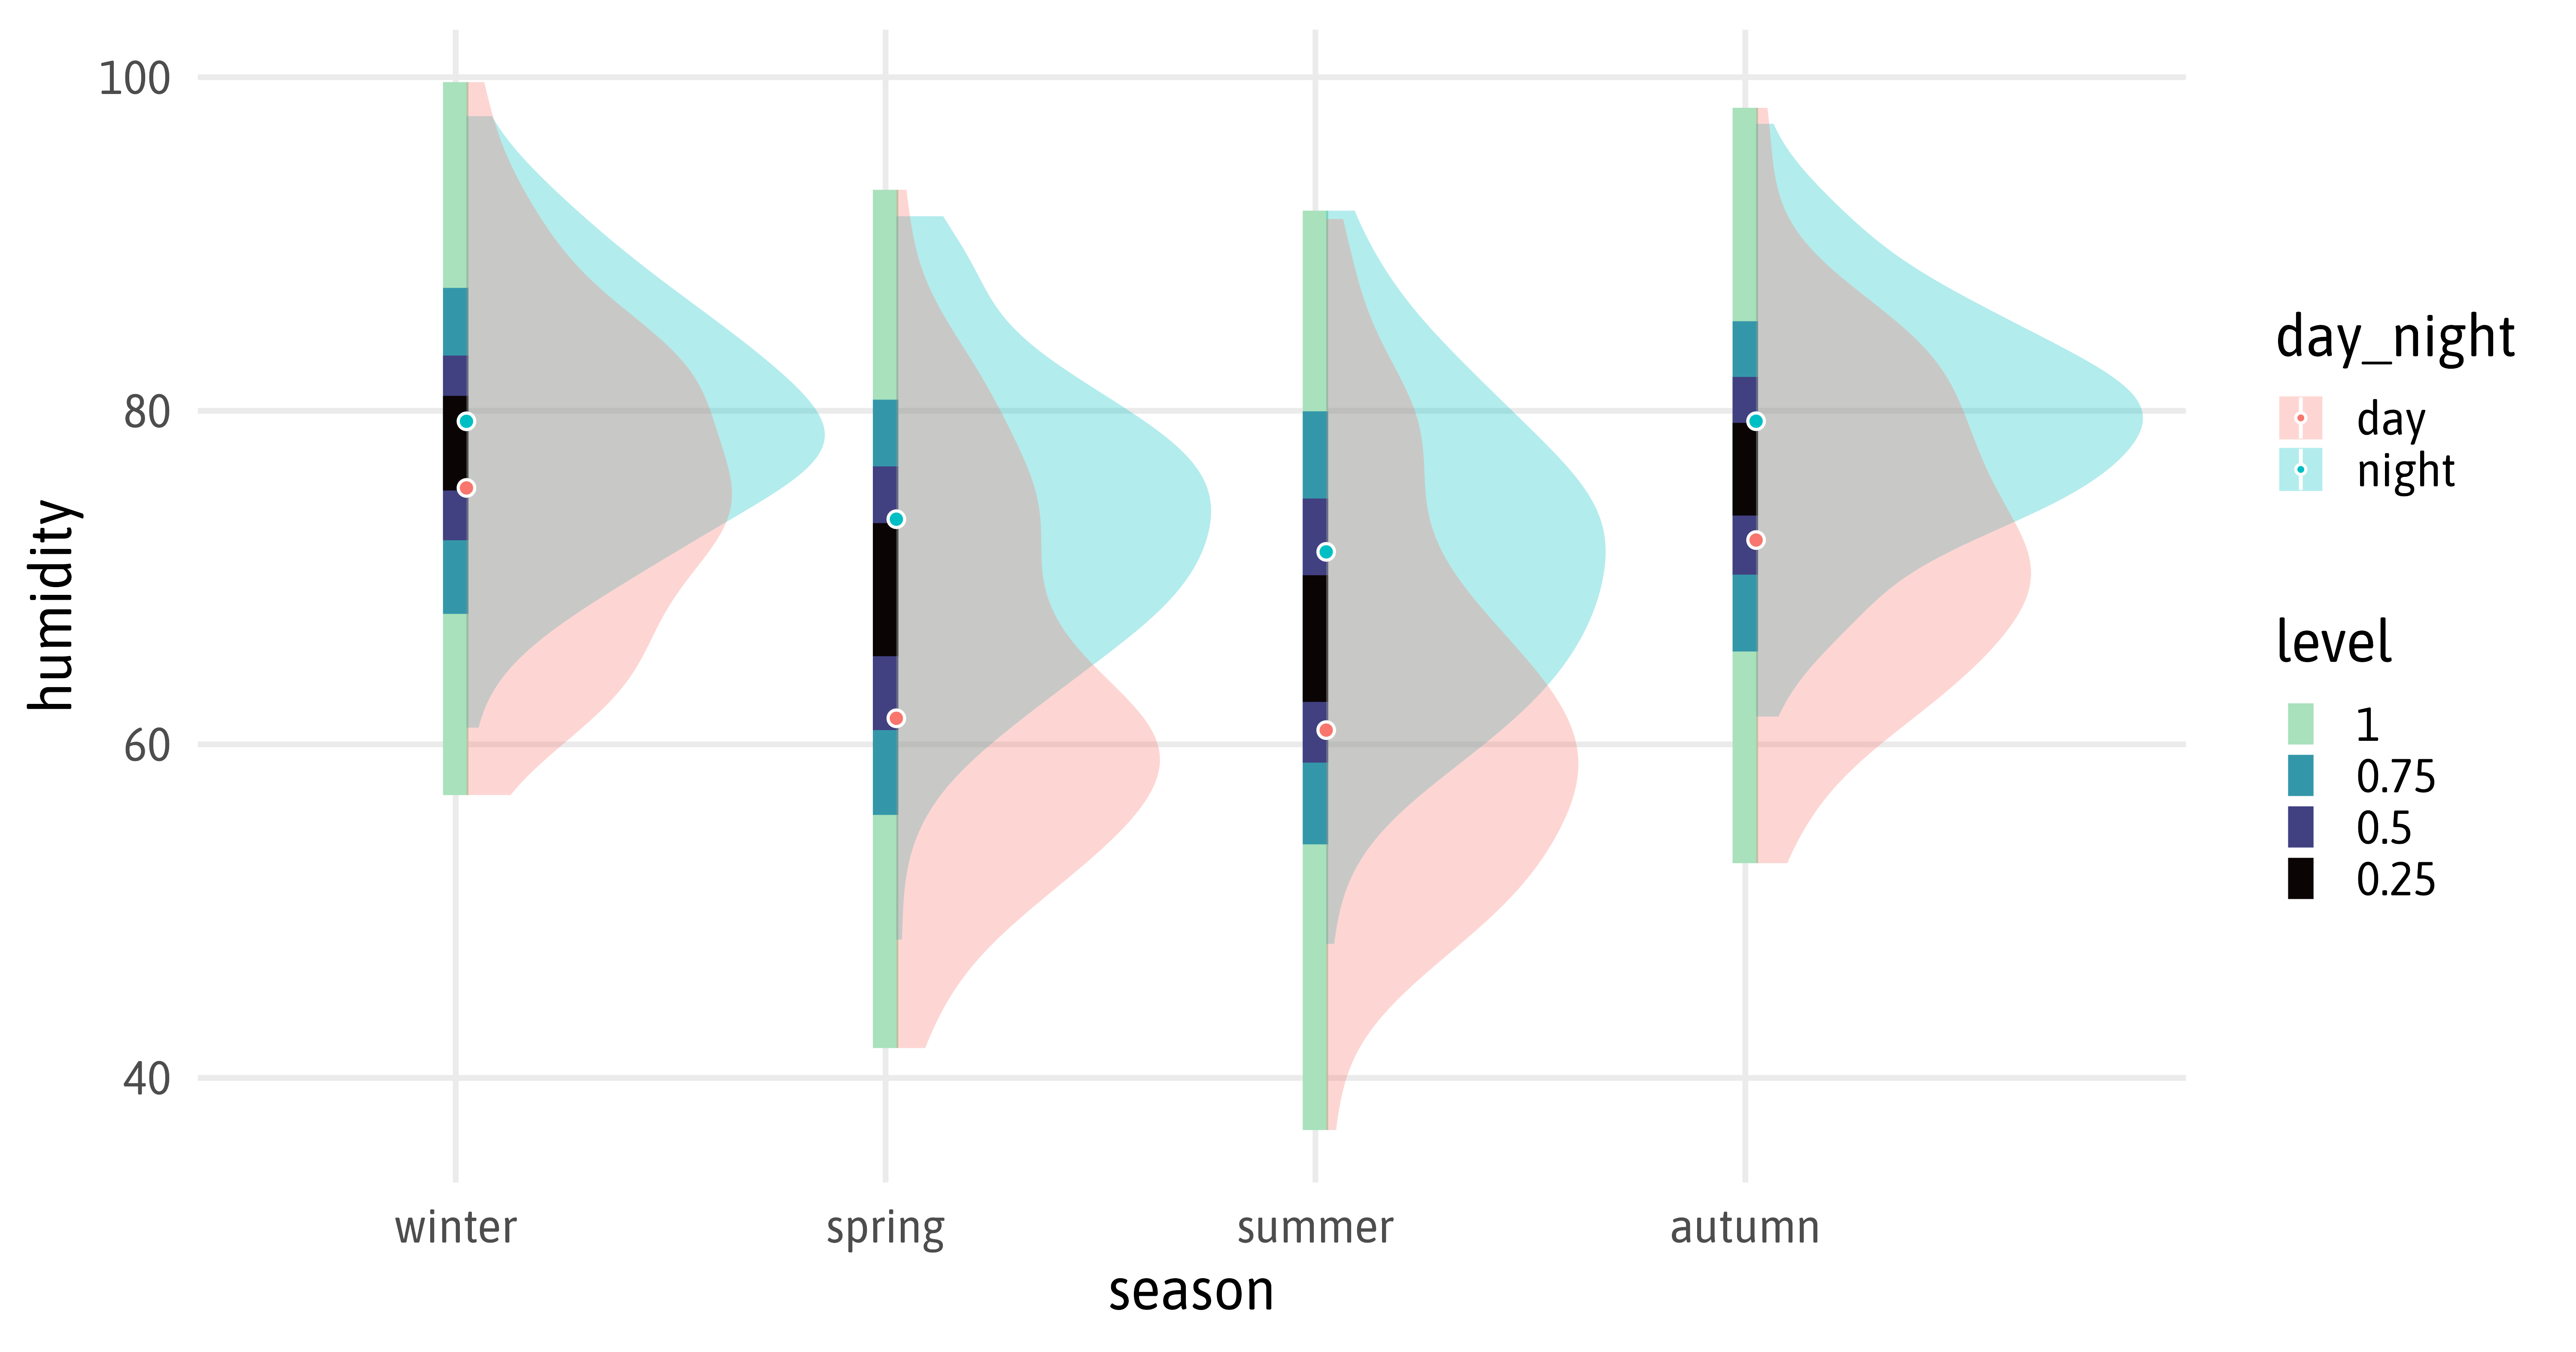 100
80
60
40
humidity
winter
spring
summer
autumn
season
day_night
day
night
level
1
0.75
0.5
0.25